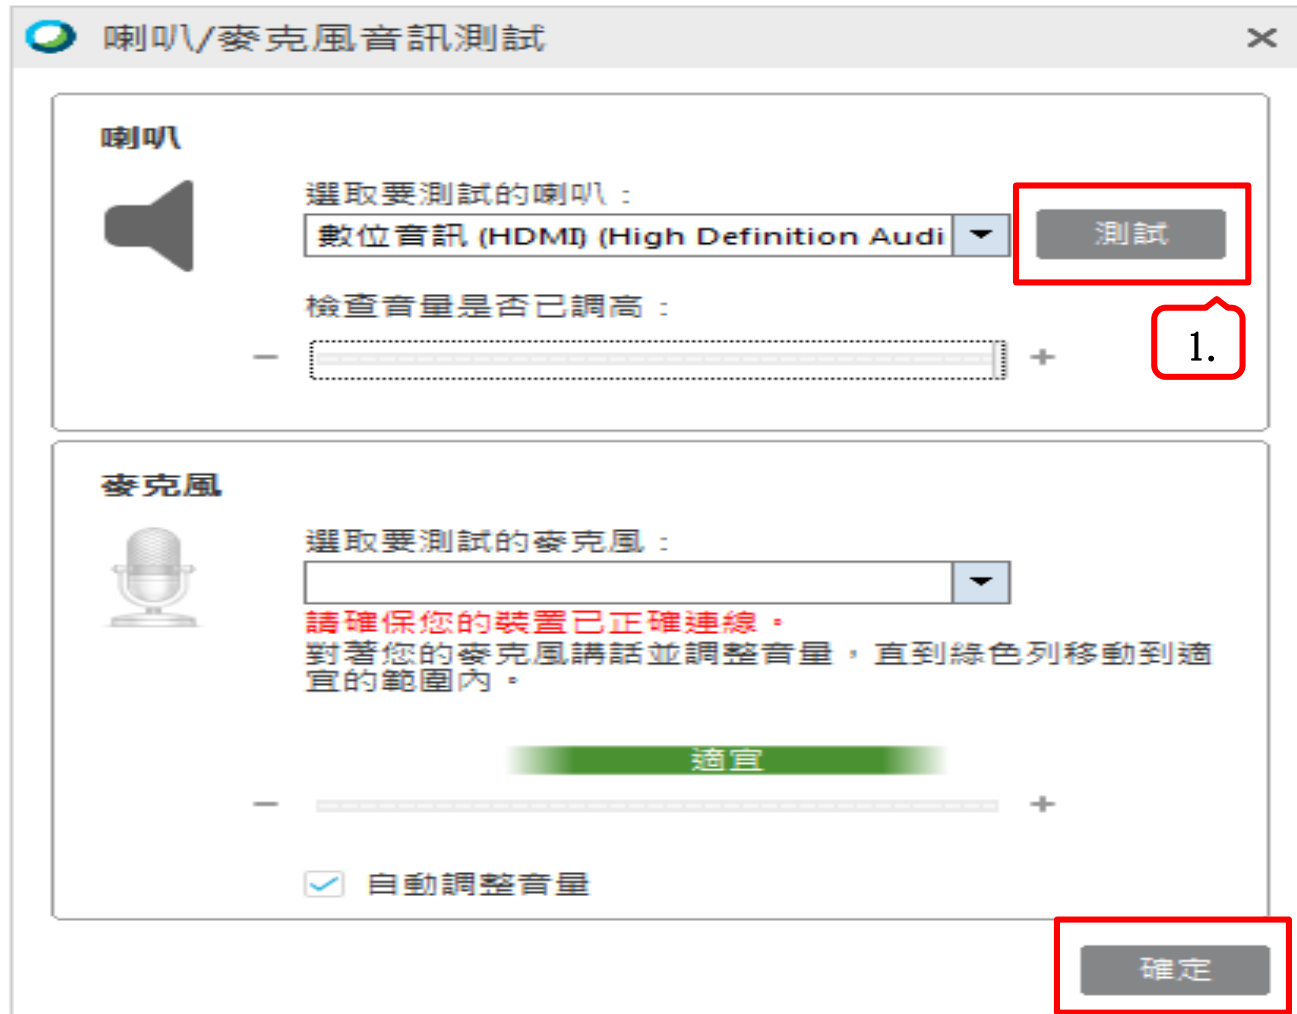 喇叭/麥克風音訊測試
喇叭
選取要測試的喇叭：
數位音訊 (HDMI) (High Definition Audi
測試
檢查音量是否已調高：
1.
麥克風
選取要測試的麥克風：
請確保您的裝置已正確連線。
對著您的麥克風講話並調整音量，直到綠色列移動到適
宜的範圍內。
適宜
自動調整音量
確定